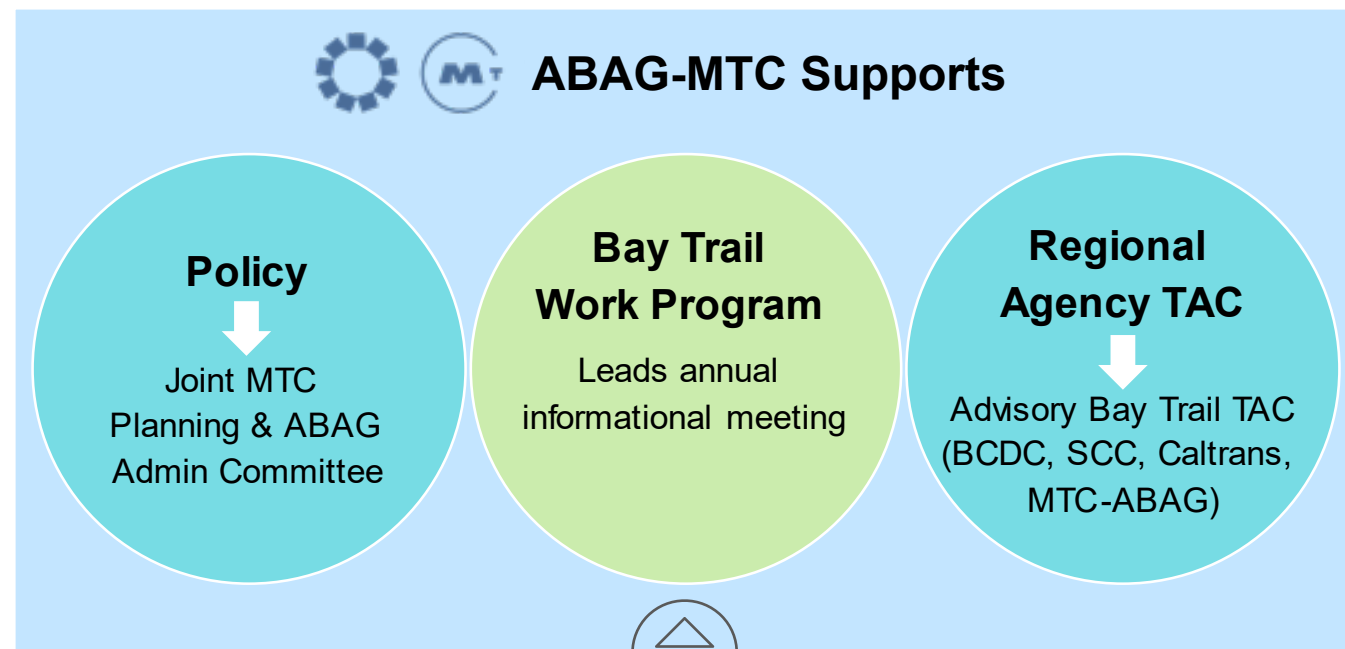 MT
ABAG-MTC Supports
Policy
Joint MTC
Planning & ABAG
Admin Committee
Bay Trail
Work Program
Leads annual
informational meeting
Regional
Agency TAC
Advisory Bay Trail TAC
(BCDC, SCC, Caltrans,
MTC-ABAG)